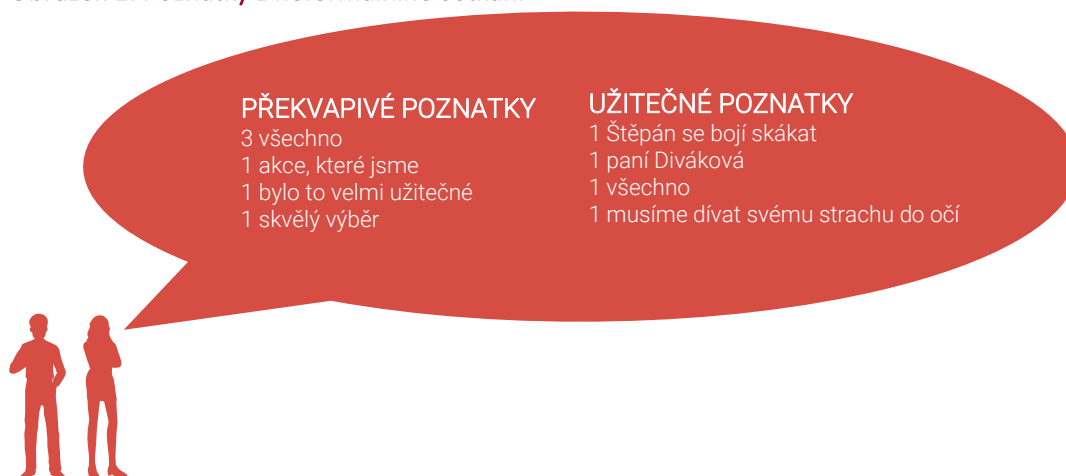 PŘEKVAPIVÉ POZNATKY
3 všechno
1 akce, které jsme
1 bylo to velmi užitečné
1 skvělý výběr
UŽITEČNÉ POZNATKY
1 Štěpán se bojí skákat
1 paní Diváková
1 všechno
1 musíme dívat svému strachu do očí